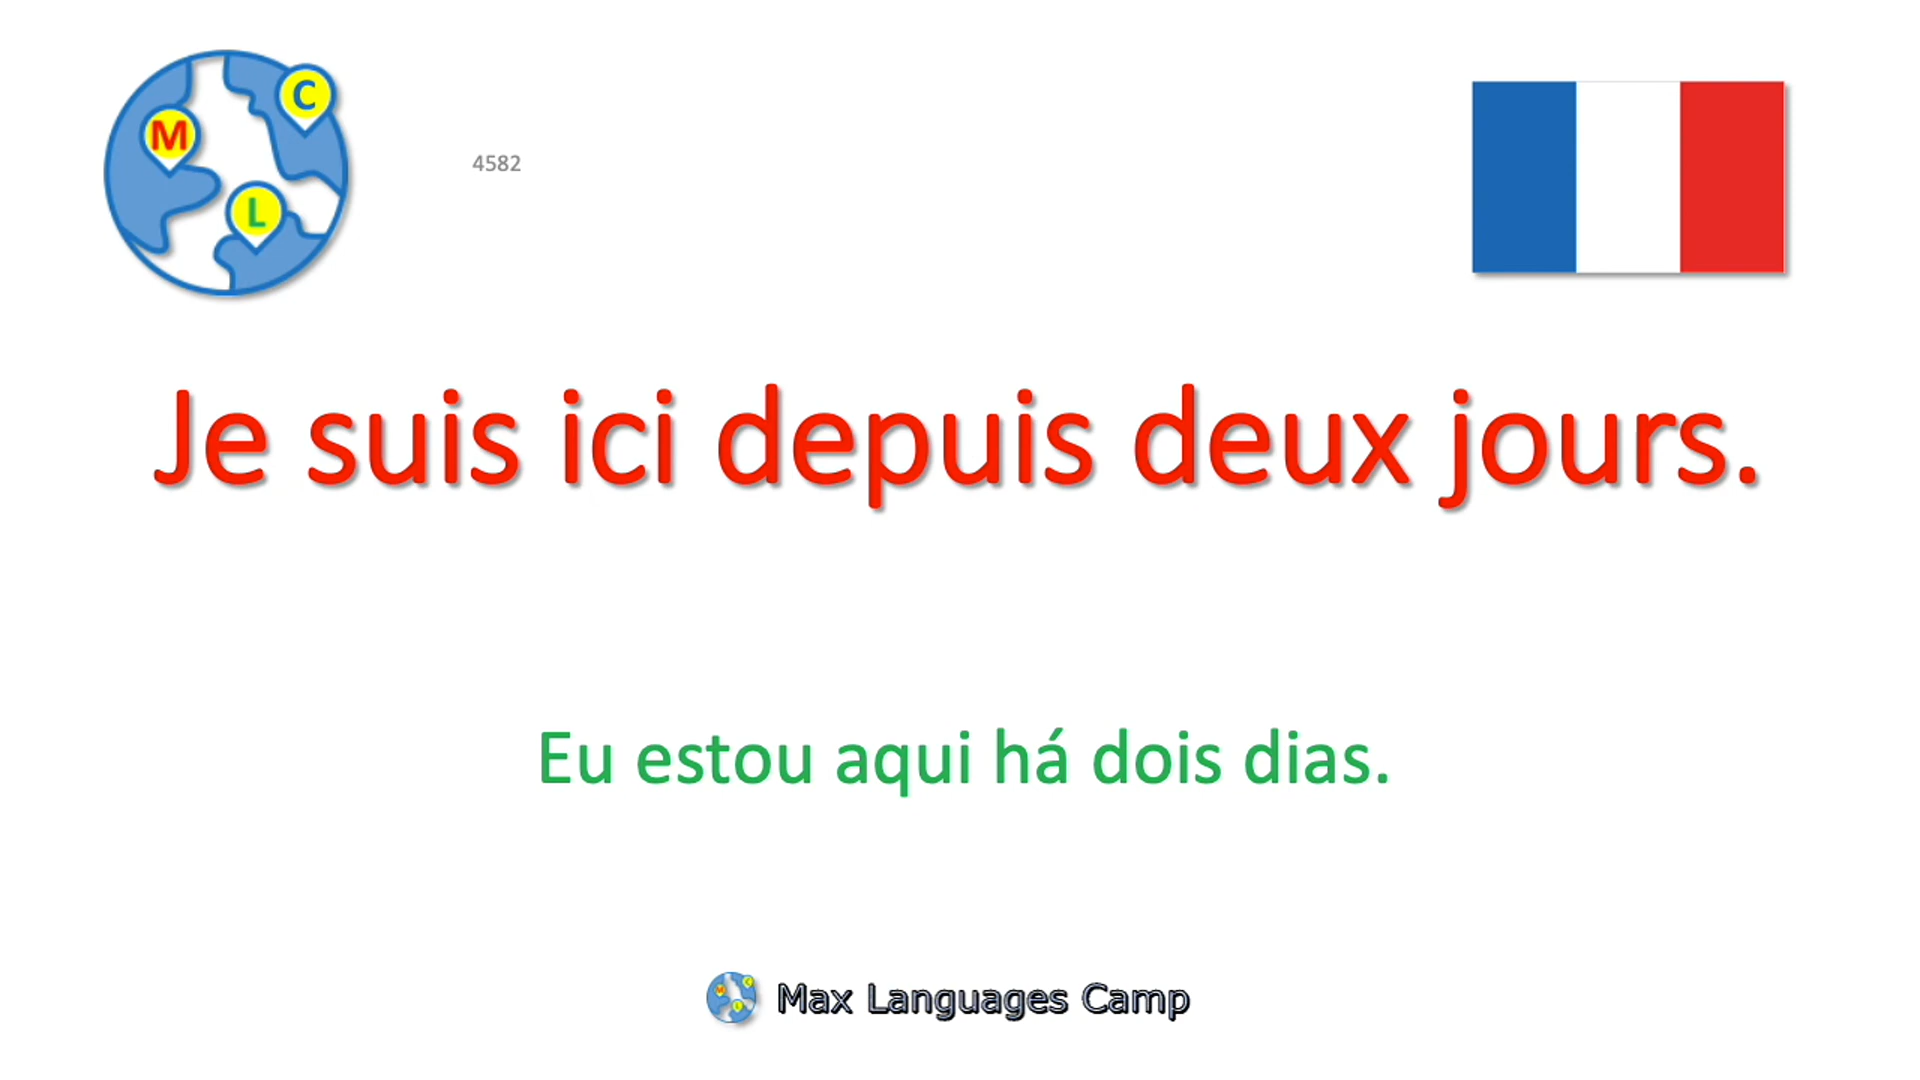 C
M
L
4582
Je suis ici depuis deux jours.
Eu estou aqui há dois dias.
Max Languages Camp